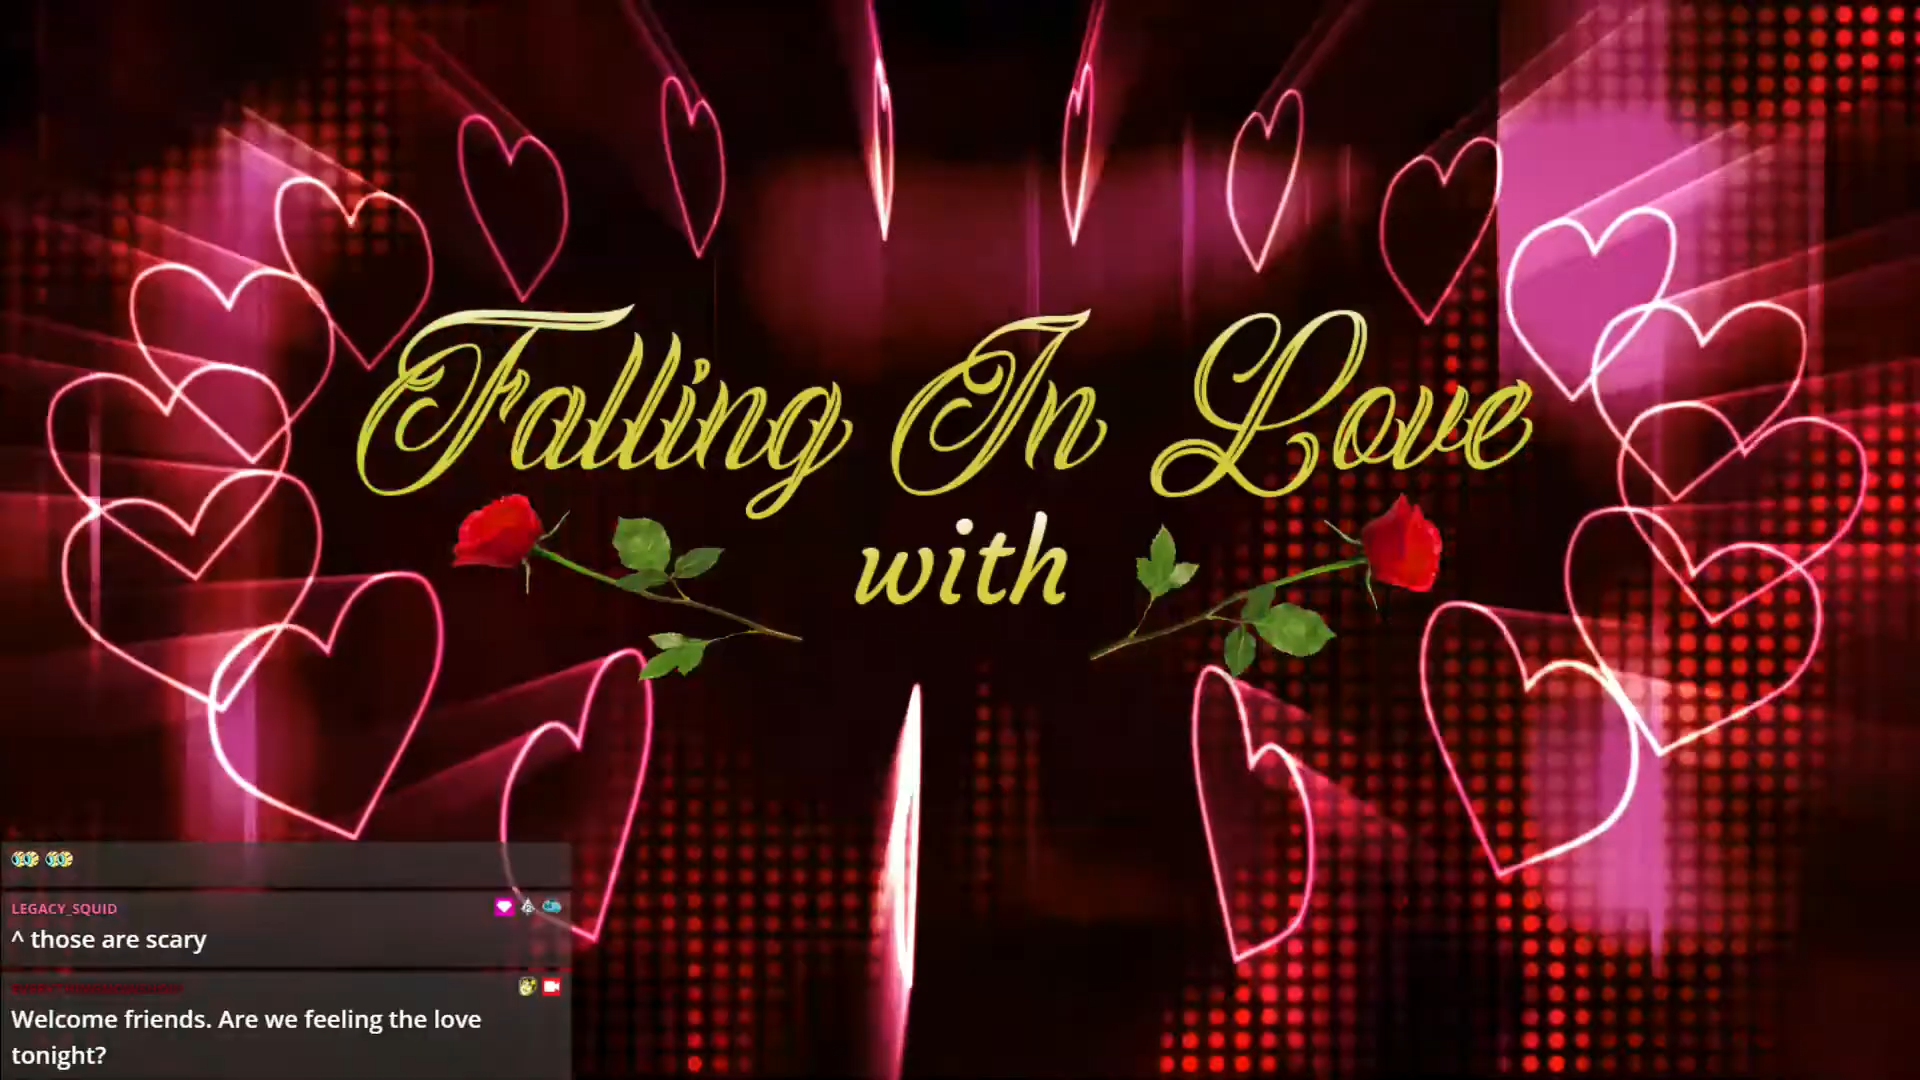 Falling In Love
with
LEGACY_SQUID
^ those are scary
Welcome friends. Are we feeling the love
tonight?